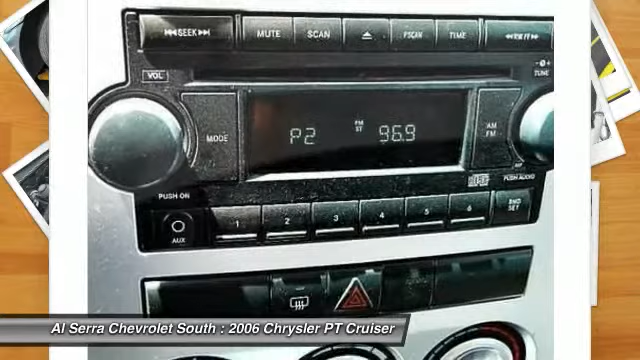 SEEK
MUTE
SCAN
PSCAN
TIME
RW FF
VOL
TUNE
MODE
P2
FM
ST
96.9
AM
FM
PUSH ON
PUSH AUDIO
AUX
1
2
3
4
5
6
RND
SET
Al Serra Chevrolet South : 2006 Chrysler PT Cruiser